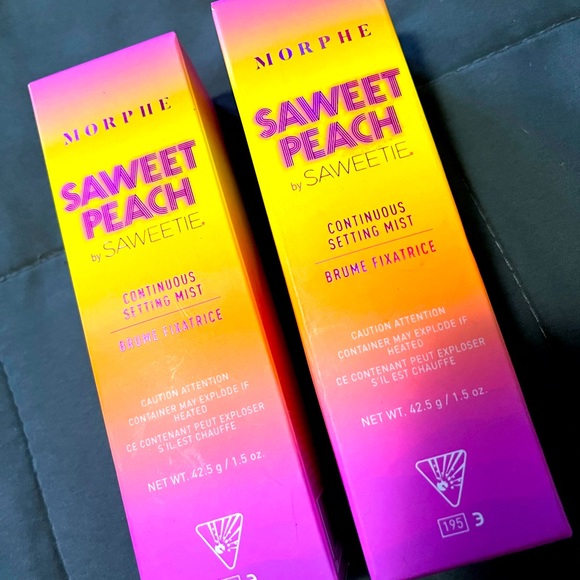 MORPHE
SAWEET
PEACH
by SAWEETIE®
CONTINUOUS
SETTING MIST
BRUME FIXATRICE
CAUTION ATTENTION
CONTAINER MAY EXPLODE IF
HEATED
CE CONTENANT PEUT EXPLOSER
S'IL EST CHAUFFE
NET WT. 42.5 g / 1.5 oz.
MORPHE
SAWEET
PEACH
by SAWEETIE®
CONTINUOUS
SETTING MIST
BRUME FIXATRICE
CAUTION ATTENTION
CONTAINER MAY EXPLODE IF
HEATED
CE CONTENANT PEUT EXPLOSER
S'IL EST CHAUFFE
NET WT. 42.5 g / 1.5 oz.
195 3